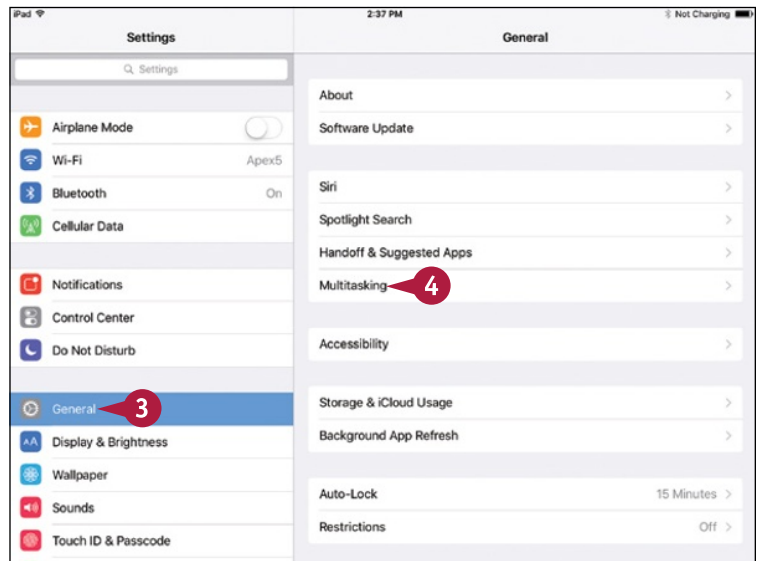 iPad 2:37 PM Not Charging
Settings
General
Settings
Airplane Mode
Wi-Fi Apex5
Bluetooth On
Cellular Data
Notifications
Control Center
Do Not Disturb
General 3
AA Display & Brightness
Wallpaper
Sounds
Touch ID & Passcode
About
Software Update
Siri
Spotlight Search
Handoff & Suggested Apps
Multitasking 4
Accessibility
Storage & iCloud Usage
Background App Refresh
Auto-Lock 15 Minutes
Restrictions Off